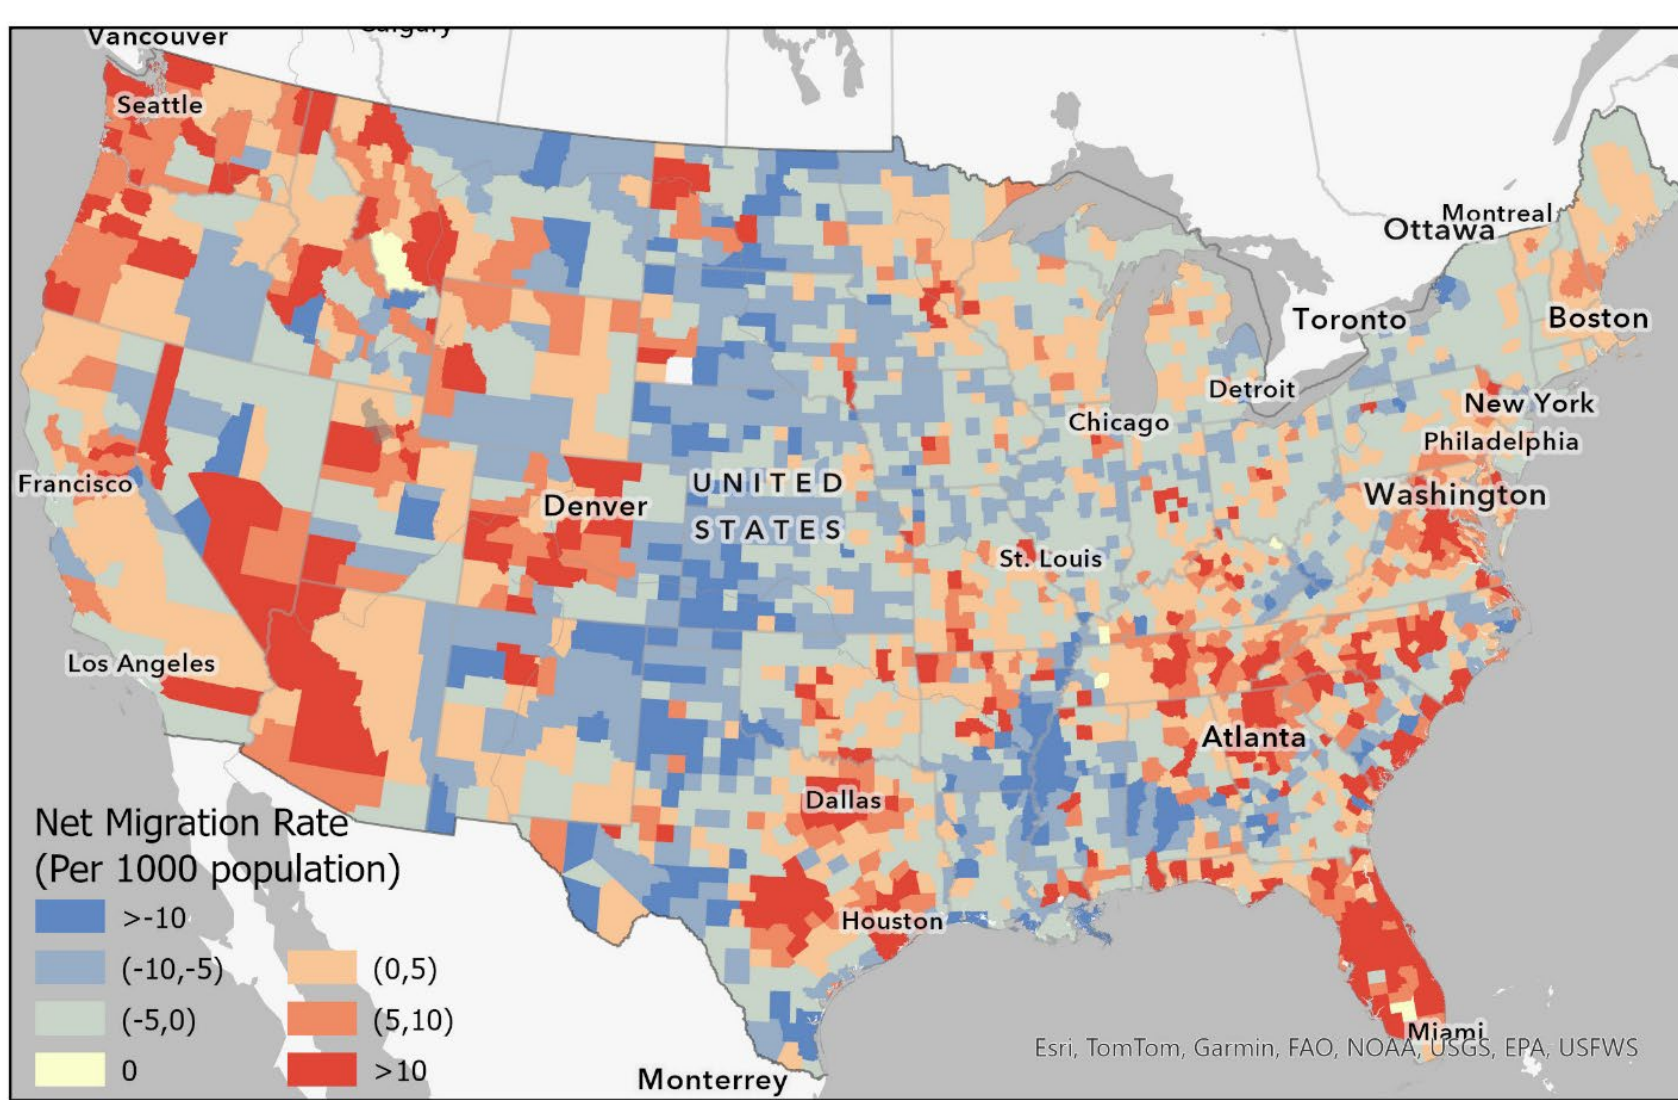 Vancouver
Calgary
Seattle
Montreal
Ottawa
Toronto
Boston
Detroit
New York
Chicago
Philadelphia
Francisco
UNITED
Washington
Denver
STATES
St. Louis
Los Angeles
Atlanta
Dallas
Houston
Miami
Monterrey
Net Migration Rate
(Per 1000 population)
>-10
(-10,-5)
(-5,0)
0
(0,5)
(5,10)
>10
Esri, TomTom, Garmin, FAO, NOAA, USGS, EPA, USFWS